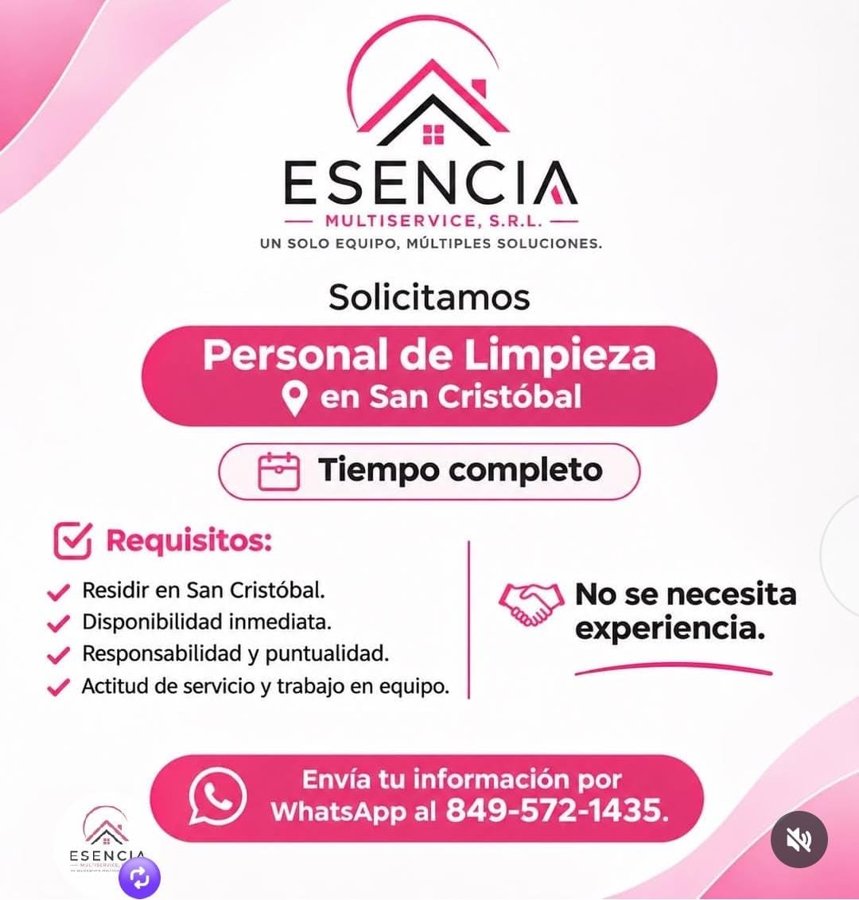 ESENCIA
MULTISERVICE, S.R.L.
UN SOLO EQUIPO, MÚLTIPLES SOLUCIONES.
Solicitamos
Personal de Limpieza
en San Cristóbal
Tiempo completo
Requisitos:
Residir en San Cristóbal.
Disponibilidad inmediata.
Responsabilidad y puntualidad.
Actitud de servicio y trabajo en equipo.
No se necesita
experiencia.
Envía tu información por
WhatsApp al 849-572-1435.
ESENCIA